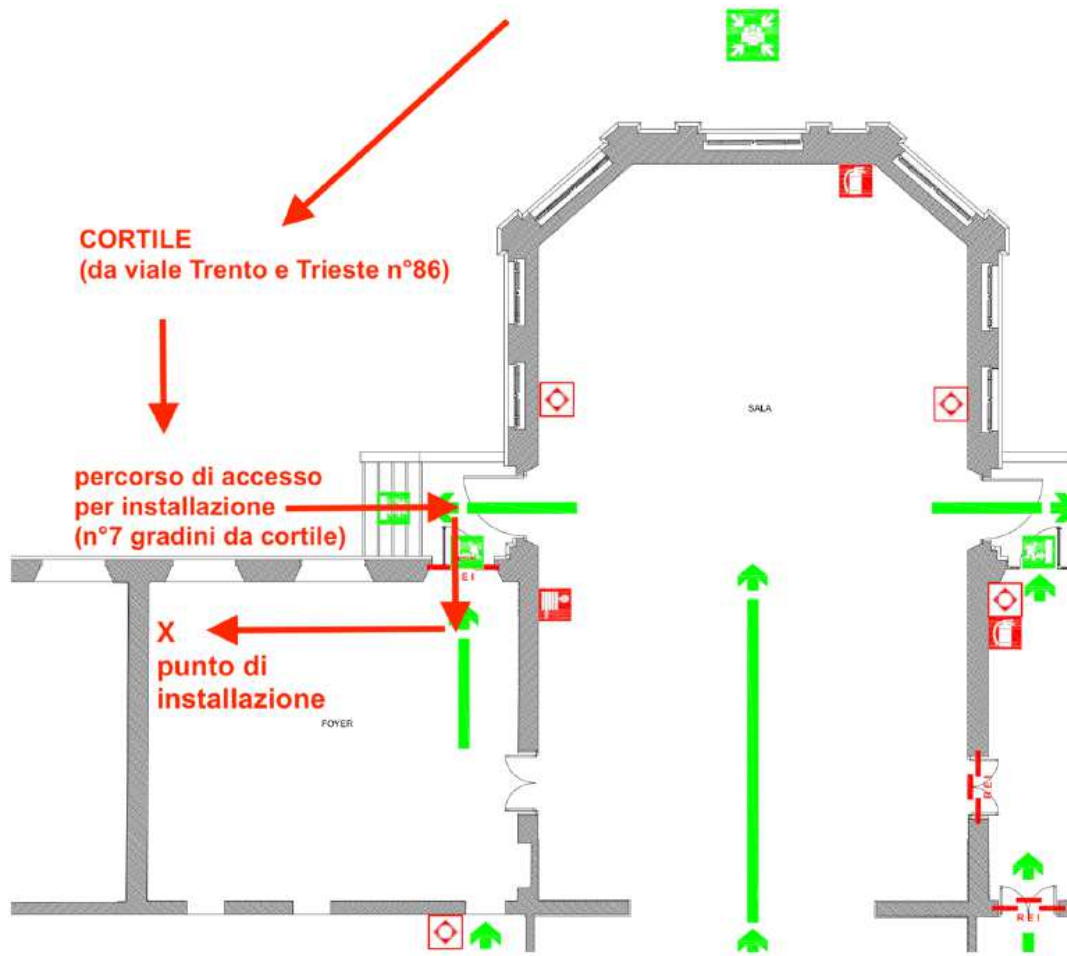 CORTILE
(da viale Trento e Trieste n°86)
SALA
percorso di accesso
per installazione
(n°7 gradini da cortile)
REI
X
punto di
installazione
FOYER
REI
REI